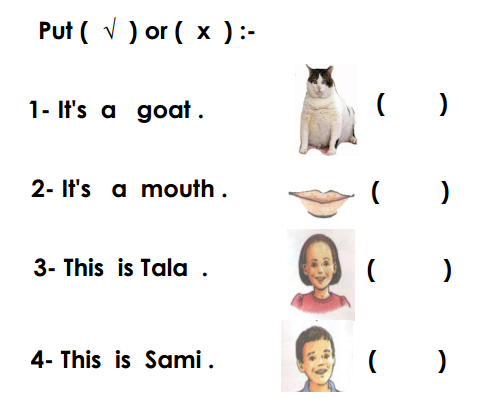 Put ( √ ) or ( x ) :-
1- It's a goat . ( )
2- It's a mouth . ( )
3- This is Tala . ( )
4- This is Sami . ( )